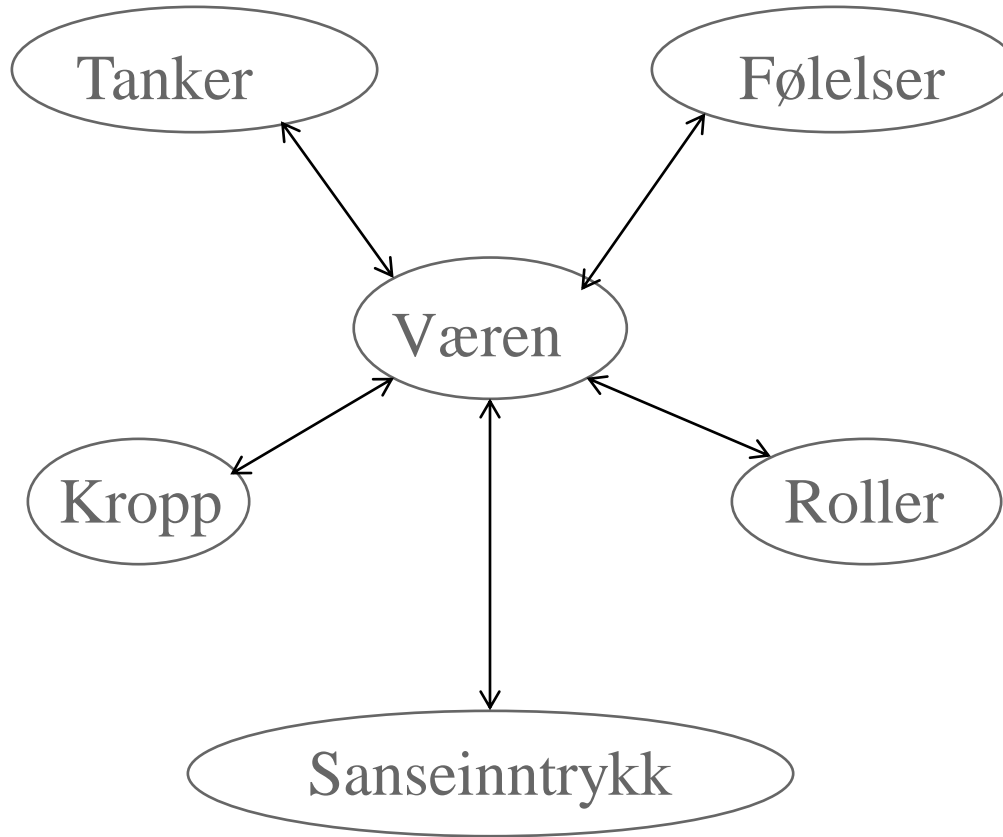 Tanker
Følelser
Væren
Kropp
Roller
Sanseinntrykk